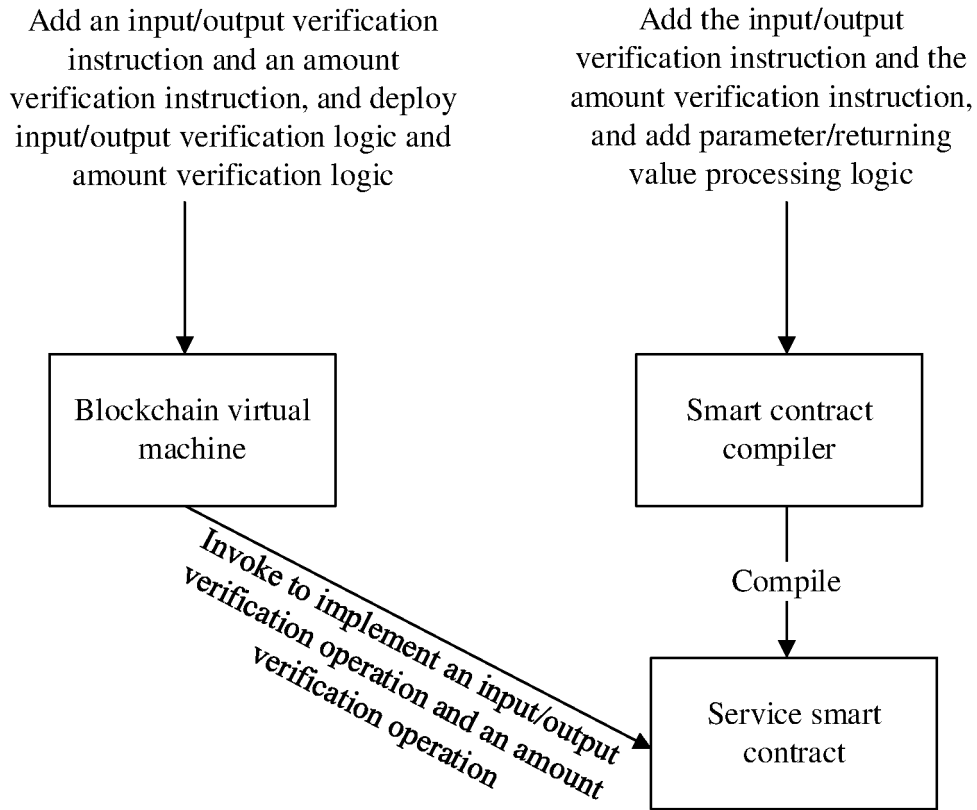 Add an input/output verification
instruction and an amount
verification instruction, and deploy
input/output verification logic and
amount verification logic
Add the input/output
verification instruction and the
amount verification instruction,
and add parameter/returning
value processing logic
Blockchain virtual
machine
Smart contract
compiler
Invoke to implement an input/output
verification operation and an amount
verification operation
Compile
Service smart
contract